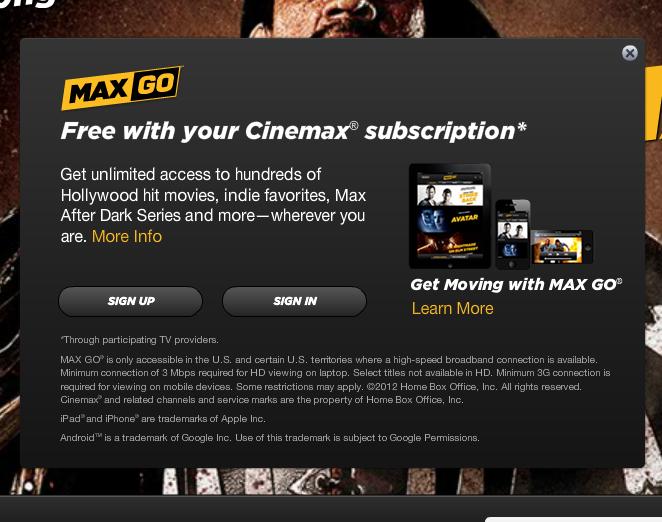 MAX GO
Free with your Cinemax® subscription*
Get unlimited access to hundreds of
Hollywood hit movies, indie favorites, Max
After Dark Series and more—wherever you
are. More Info
AVATAR
SIGN UP
SIGN IN
Get Moving with MAX GO®
Learn More
*Through participating TV providers.
MAX GO® is only accessible in the U.S. and certain U.S. territories where a high-speed broadband connection is available.
Minimum connection of 3 Mbps required for HD viewing on laptop. Select titles not available in HD. Minimum 3G connection is
required for viewing on mobile devices. Some restrictions may apply. ©2012 Home Box Office, Inc. All rights reserved.
Cinemax® and related channels and service marks are the property of Home Box Office, Inc.
iPad® and iPhone® are trademarks of Apple Inc.
Android™ is a trademark of Google Inc. Use of this trademark is subject to Google Permissions.